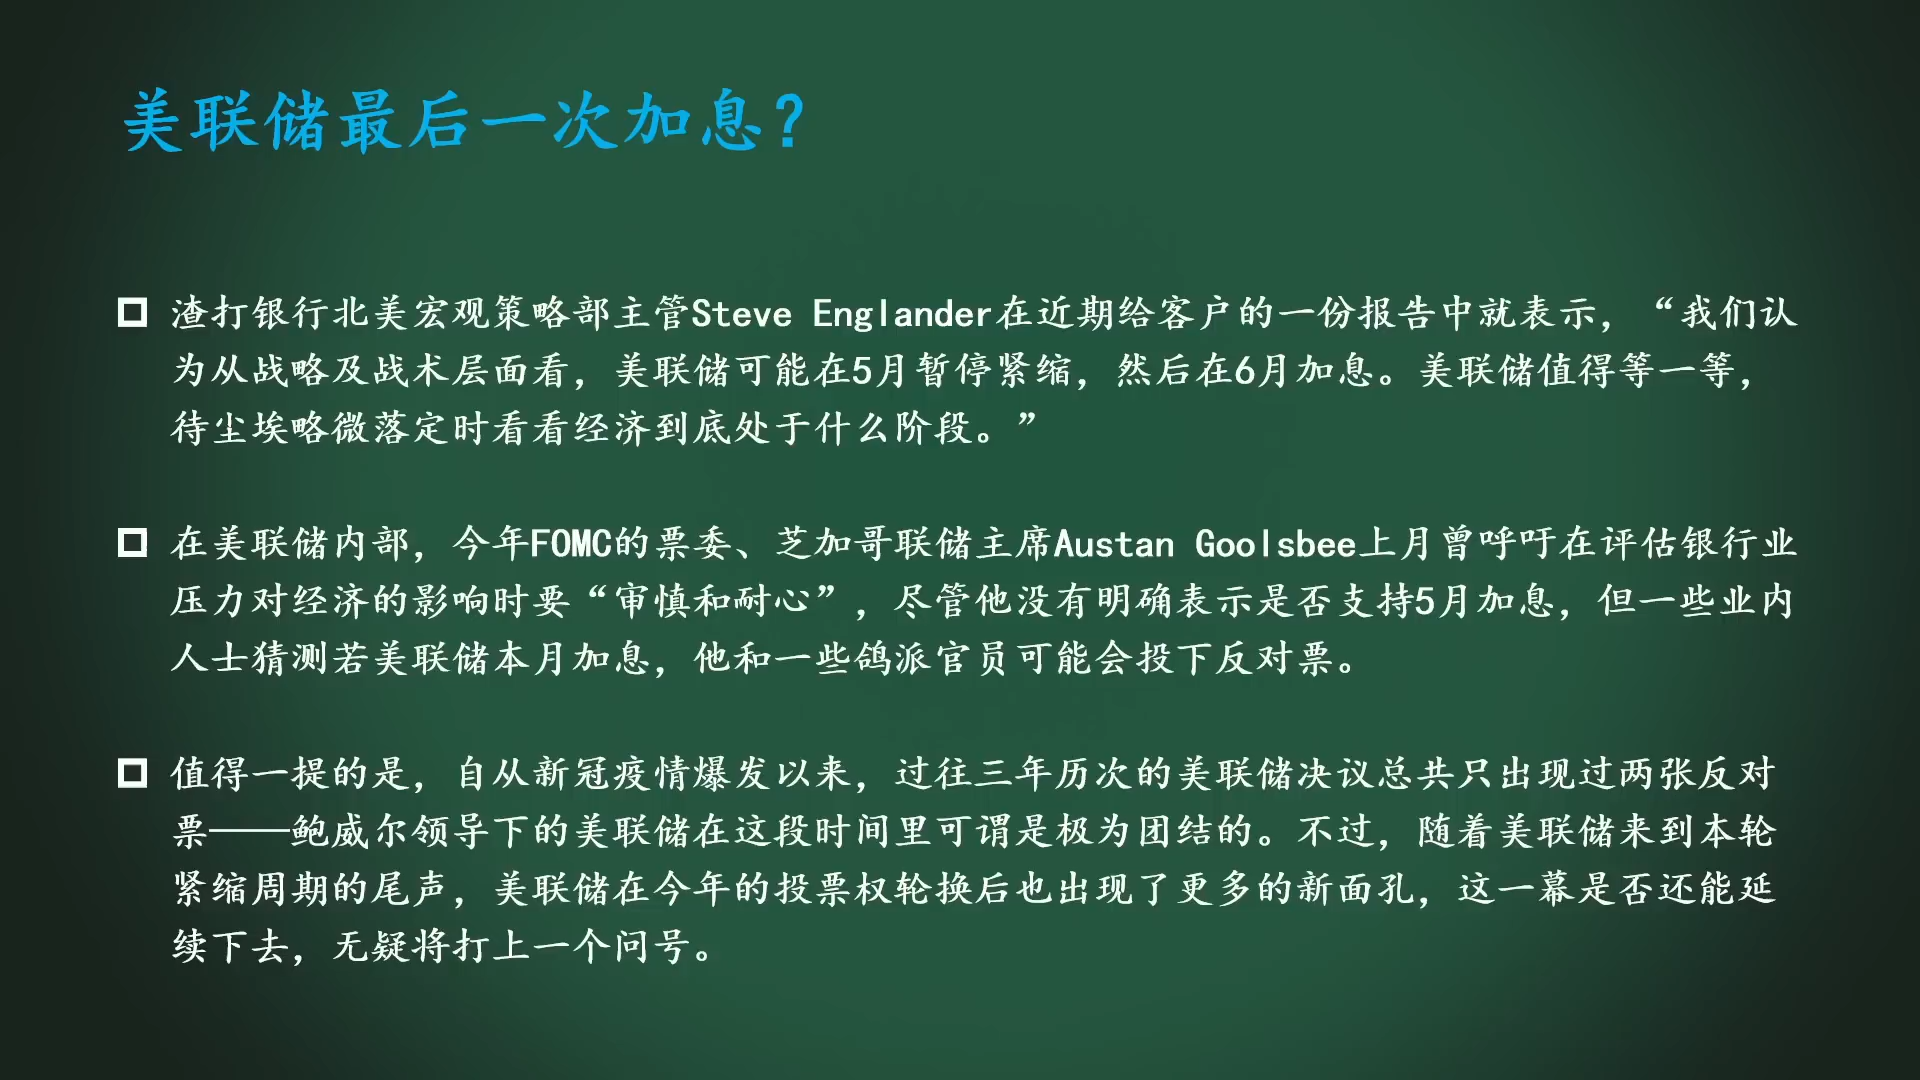 美联储最后一次加息？
渣打银行北美宏观策略部主管Steve Englander在近期给客户的一份报告中就表示，“我们认
为从战略及战术层面看，美联储可能在5月暂停紧缩，然后在6月加息。美联储值得等一等，
待尘埃略微落定时看看经济到底处于什么阶段。”
在美联储内部，今年FOMC的票委、芝加哥联储主席Austan Goolsbee上月曾呼吁在评估银行业
压力对经济的影响时要“审慎和耐心”，尽管他没有明确表示是否支持5月加息，但一些业内
人士猜测若美联储本月加息，他和一些鸽派官员可能会投下反对票。
值得一提的是，自从新冠疫情爆发以来，过往三年历次的美联储决议总共只出现过两张反对
票——鲍威尔领导下的美联储在这段时间里可谓是极为团结的。不过，随着美联储来到本轮
紧缩周期的尾声，美联储在今年的投票权轮换后也出现了更多的新面孔，这一幕是否还能延
续下去，无疑将打上一个问号。